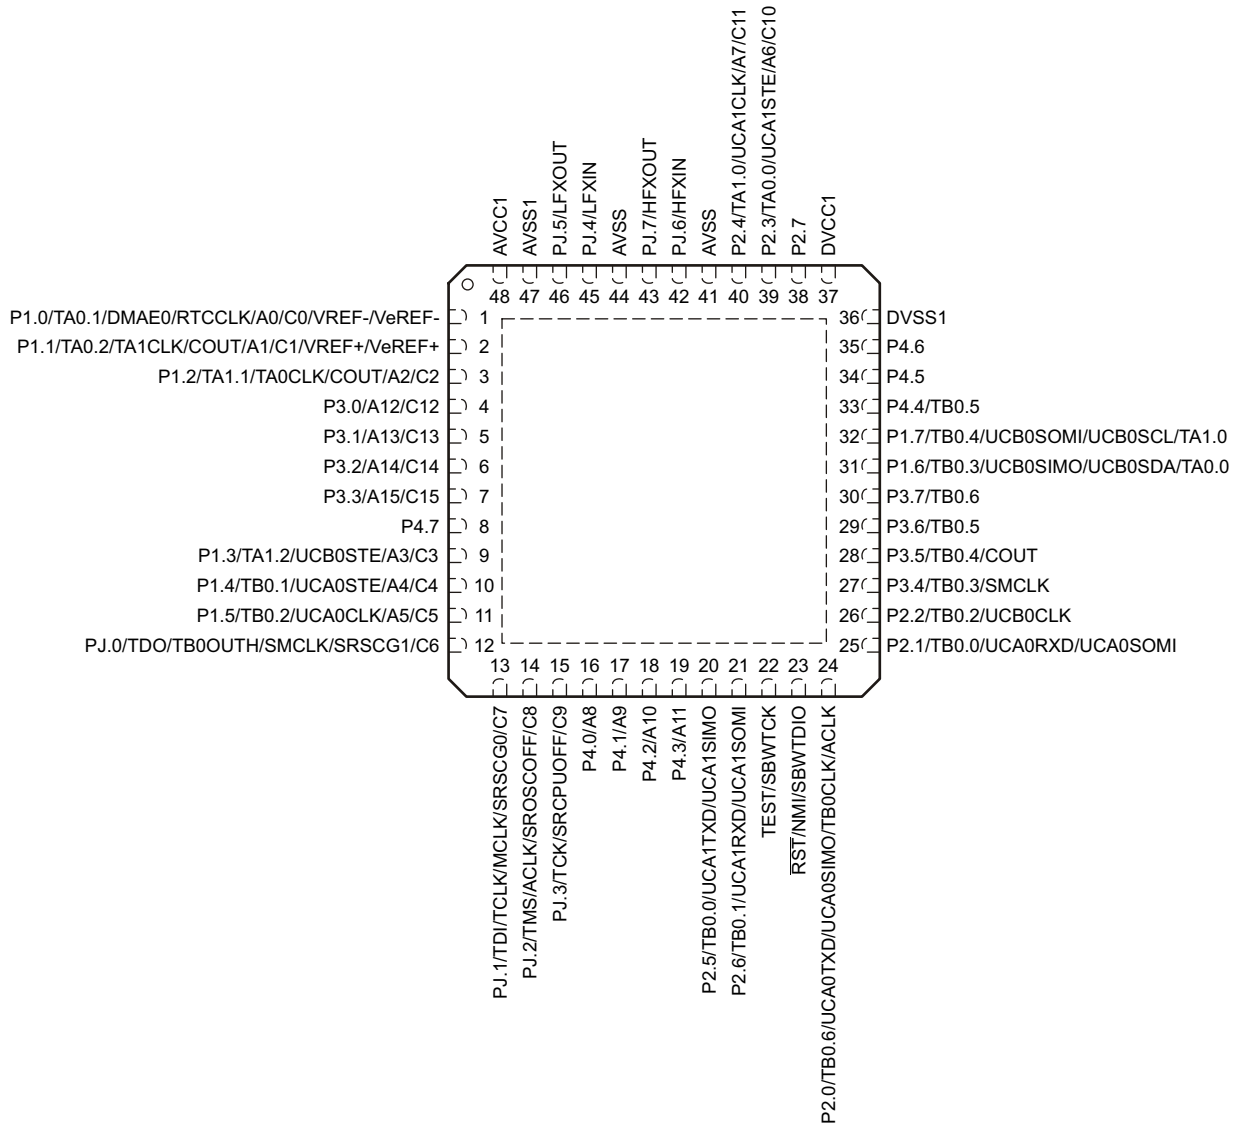 AVCC1
AVSS1
PJ.5/LFXOUT
PJ.4/LFXIN
AVSS
PJ.7/HFXOUT
PJ.6/HFXIN
AVSS
P2.4/TA1.0/UCA1CLK/A7/C11
P2.3/TA0.0/UCA1STE/A6/C10
P2.7
DVCC1
48 47 46 45 44 43 42 41 40 39 38 37
P1.0/TA0.1/DMAE0/RTCCLK/A0/C0/VREF-/VeREF- 1
P1.1/TA0.2/TA1CLK/COUT/A1/C1/VREF+/VeREF+ 2
P1.2/TA1.1/TA0CLK/COUT/A2/C2 3
P3.0/A12/C12 4
P3.1/A13/C13 5
P3.2/A14/C14 6
P3.3/A15/C15 7
P4.7 8
P1.3/TA1.2/UCB0STE/A3/C3 9
P1.4/TB0.1/UCA0STE/A4/C4 10
P1.5/TB0.2/UCA0CLK/A5/C5 11
PJ.0/TDO/TB0OUTH/SMCLK/SRSCG1/C6 12
36 DVSS1
35 P4.6
34 P4.5
33 P4.4/TB0.5
32 P1.7/TB0.4/UCB0SOMI/UCB0SCL/TA1.0
31 P1.6/TB0.3/UCB0SIMO/UCB0SDA/TA0.0
30 P3.7/TB0.6
29 P3.6/TB0.5
28 P3.5/TB0.4/COUT
27 P3.4/TB0.3/SMCLK
26 P2.2/TB0.2/UCB0CLK
25 P2.1/TB0.0/UCA0RXD/UCA0SOMI
13 14 15 16 17 18 19 20 21 22 23 24
PJ.1/TDI/TCLK/MCLK/SRSCG0/C7
PJ.2/TMS/ACLK/SROSCOFF/C8
PJ.3/TCK/SRCPUOFF/C9
P4.0/A8
P4.1/A9
P4.2/A10
P4.3/A11
P2.5/TB0.0/UCA1TXD/UCA1SIMO
P2.6/TB0.1/UCA1RXD/UCA1SOMI
TEST/SBWTCK
RST/NMI/SBWTDIO
P2.0/TB0.6/UCA0TXD/UCA0SIMO/TB0CLK/ACLK